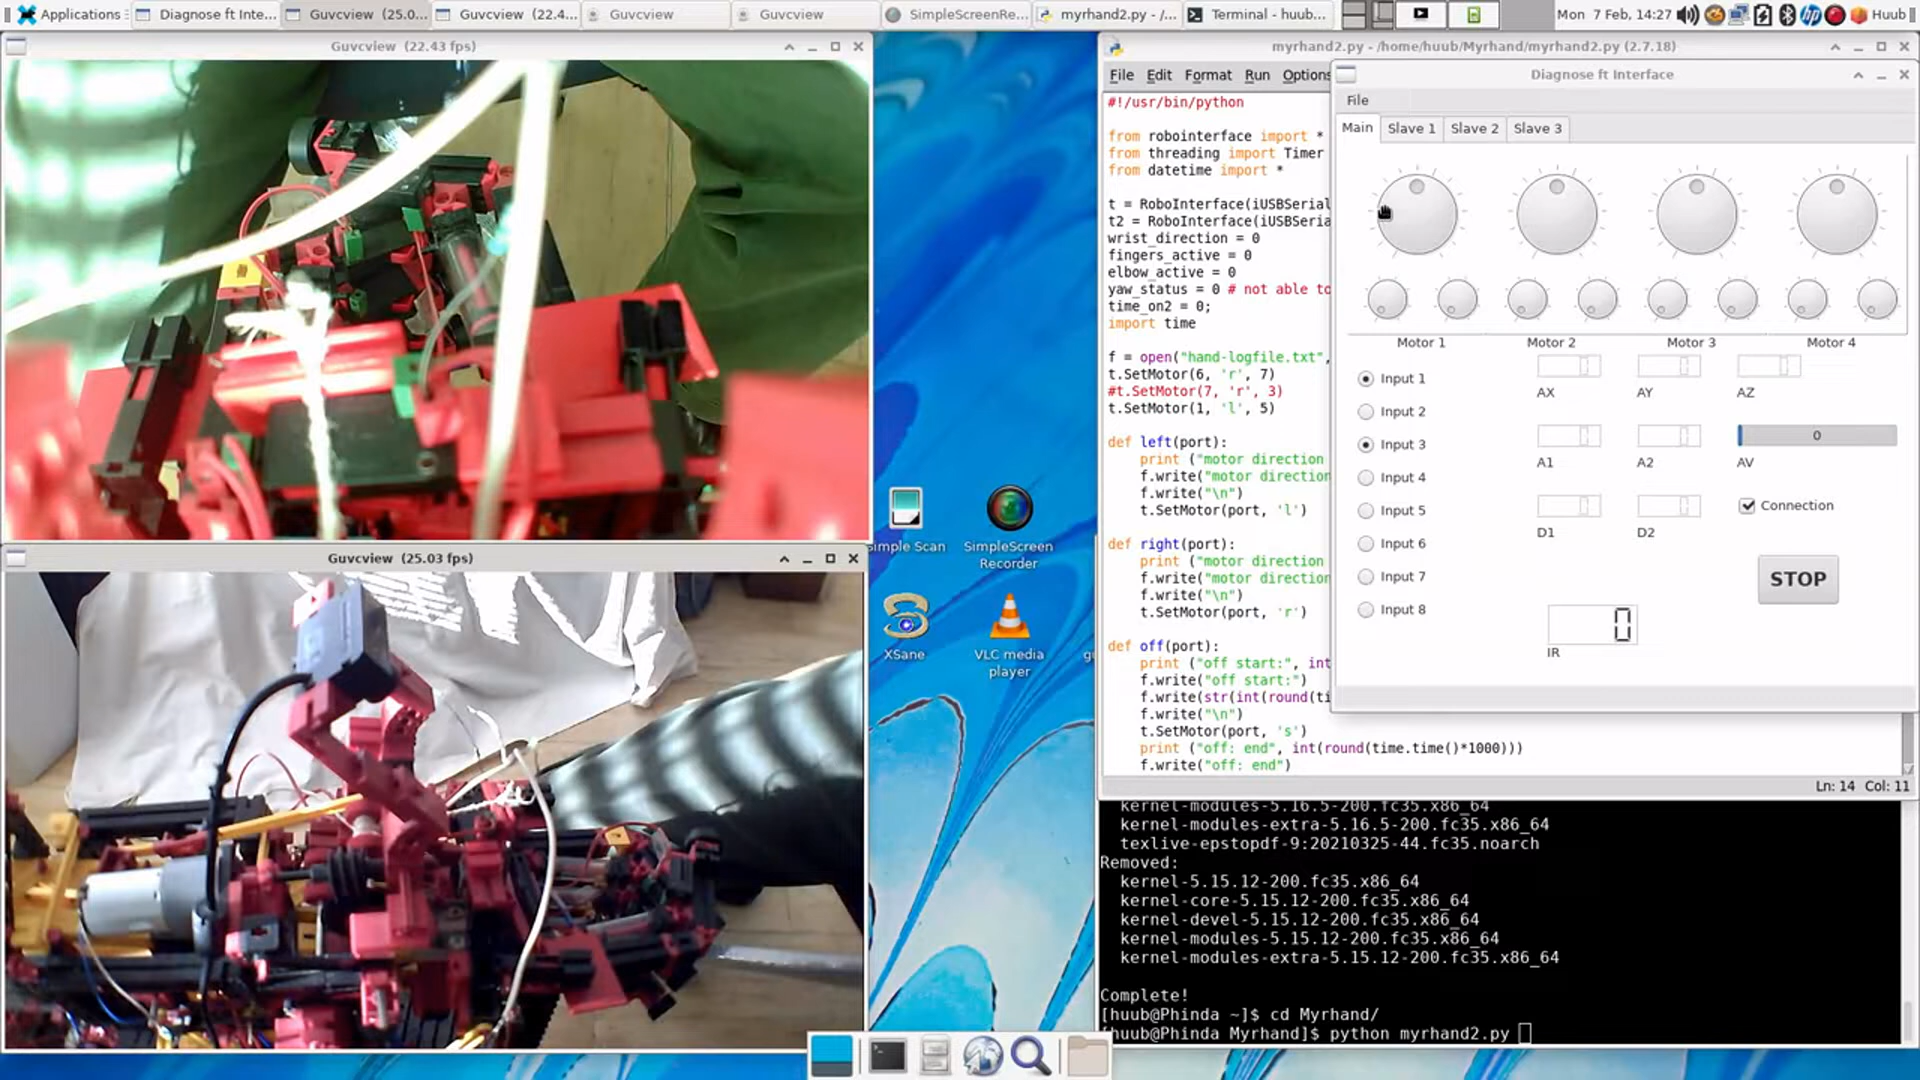 Applications
Diagnose ft Inte...
Guvcview (25.0...
Guvcview (22.4...
Guvcview
Guvcview
SimpleScreenRe...
myrhand2.py - /...
Terminal - huub...
Mon 7 Feb, 14:27
Huub
Guvcview (22.43 fps)
Guvcview (25.03 fps)
Simple Scan
SimpleScreen
Recorder
XSane
VLC media
player
myrhand2.py - /home/huub/Myrhand/myrhand2.py (2.7.18)
File Edit Format Run Options
#!/usr/bin/python
from robointerface import *
from threading import Timer
from datetime import *
t = RoboInterface(iUSBSerial
t2 = RoboInterface(iUSBSeria
wrist_direction = 0
fingers_active = 0
elbow_active = 0
yaw_status = 0 # not able to
time_on2 = 0;
import time
f = open("hand-logfile.txt",
t.SetMotor(6, 'r', 7)
#t.SetMotor(7, 'r', 3)
t.SetMotor(1, 'l', 5)
def left(port):
print ("motor direction
f.write("motor direction
f.write("\n")
t.SetMotor(port, 'l')
def right(port):
print ("motor direction
f.write("motor direction
f.write("\n")
t.SetMotor(port, 'r')
def off(port):
print ("off start:", int
f.write("off start:")
f.write(str(int(round(ti
f.write("\n")
t.SetMotor(port, 's')
print ("off: end", int(round(time.time()*1000)))
f.write("off: end")
Ln: 14 Col: 11
Diagnose ft Interface
File
Main Slave 1 Slave 2 Slave 3
Motor 1 Motor 2 Motor 3 Motor 4
Input 1
Input 2
Input 3
Input 4
Input 5
Input 6
Input 7
Input 8
AX AY AZ
0
A1 A2 AV
Connection
D1 D2
STOP
0
IR
kernel-modules-5.16.5-200.fc35.x86_64
kernel-modules-extra-5.16.5-200.fc35.x86_64
texlive-epstopdf-9:20210325-44.fc35.noarch
Removed:
kernel-5.15.12-200.fc35.x86_64
kernel-core-5.15.12-200.fc35.x86_64
kernel-devel-5.15.12-200.fc35.x86_64
kernel-modules-5.15.12-200.fc35.x86_64
kernel-modules-extra-5.15.12-200.fc35.x86_64
Complete!
[huub@Phinda ~]$ cd Myrhand/
[huub@Phinda Myrhand]$ python myrhand2.py